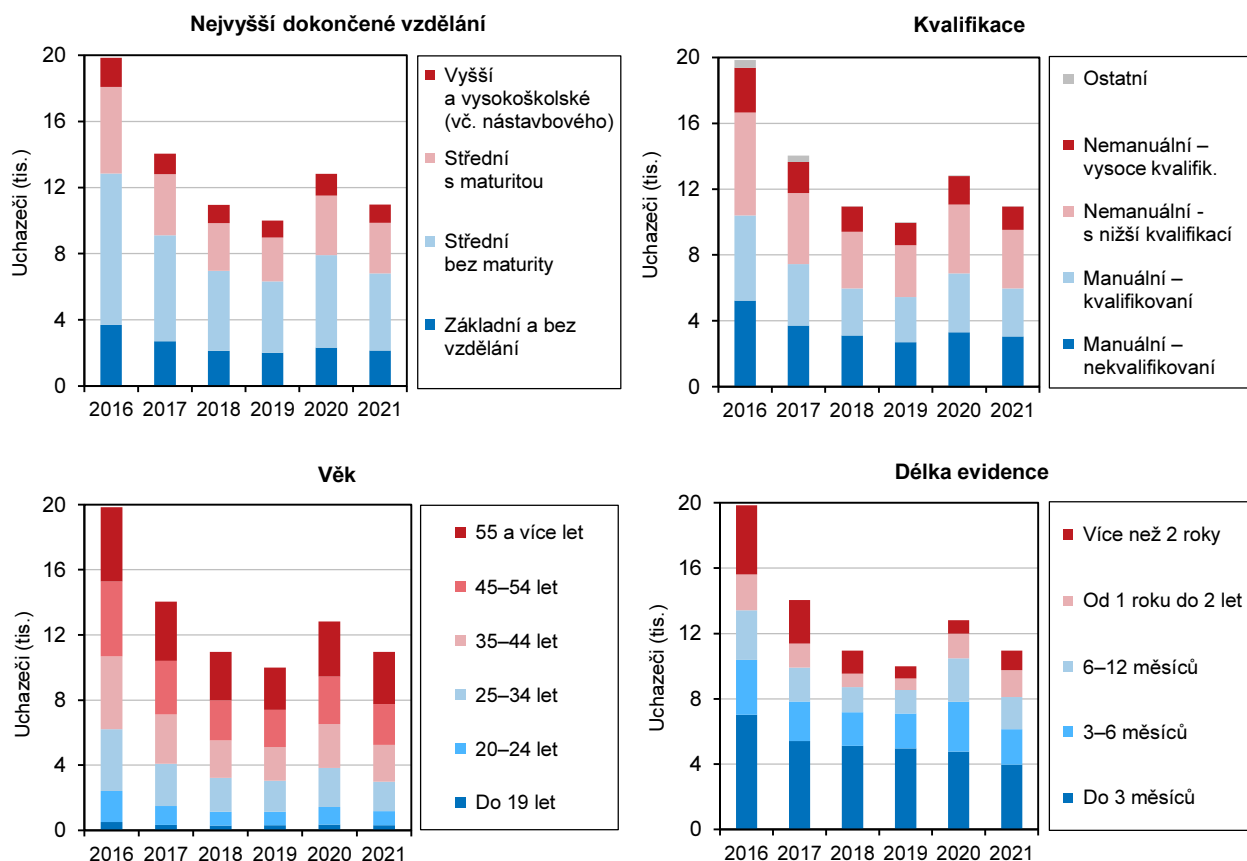 Nejvyšší dokončené vzdělání
Uchazeči (tis.)
20
16
12
8
4
0
2016 2017 2018 2019 2020 2021
Vyšší
a vysokoškolské
(vč. nástavbového)
Střední
s maturitou
Střední
bez maturity
Základní a bez
vzdělání
Kvalifikace
Uchazeči (tis.)
20
16
12
8
4
0
2016 2017 2018 2019 2020 2021
Ostatní
Nemanuální –
vysoce kvalifik.
Nemanuální -
s nižší kvalifikací
Manuální –
kvalifikovaní
Manuální –
nekvalifikovaní
Věk
Uchazeči (tis.)
20
16
12
8
4
0
2016 2017 2018 2019 2020 2021
55 a více let
45–54 let
35–44 let
25–34 let
20–24 let
Do 19 let
Délka evidence
Uchazeči (tis.)
20
16
12
8
4
0
2016 2017 2018 2019 2020 2021
Více než 2 roky
Od 1 roku do 2 let
6–12 měsíců
3–6 měsíců
Do 3 měsíců